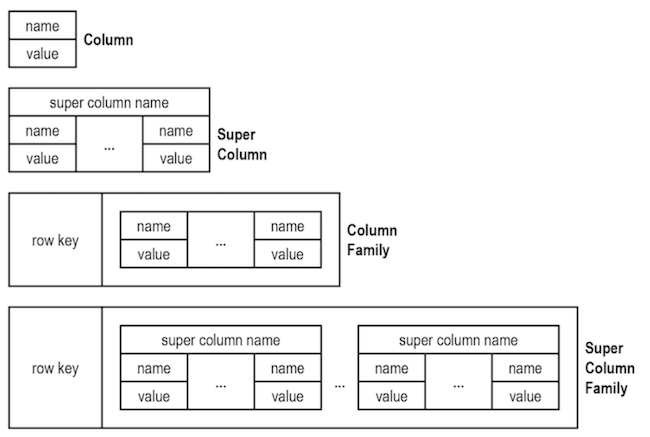 name
value
Column
super column name
name ... name
value value
Super
Column
row key
name ... name
value value
Column
Family
row key
super column name super column name
name ... name ... name ... name
value value value value
Super
Column
Family